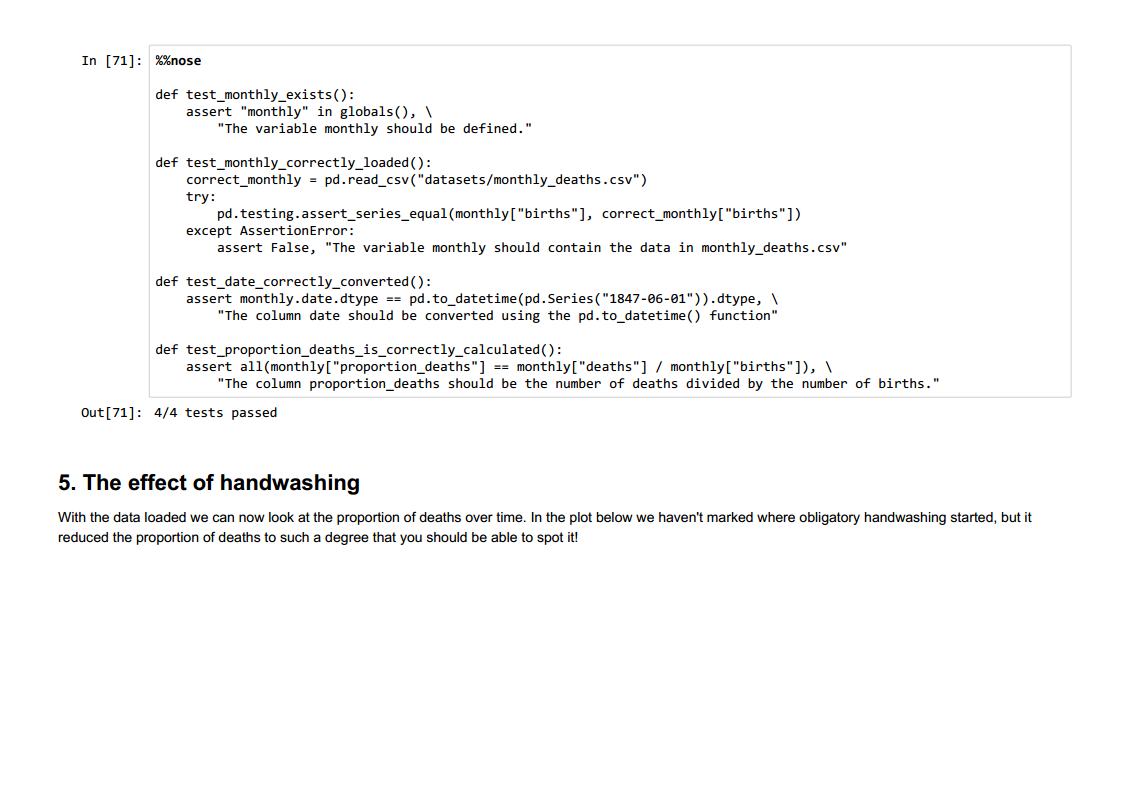 In [71]: %%nose
def test_monthly_exists():
    assert "monthly" in globals(), \
        "The variable monthly should be defined."
def test_monthly_correctly_loaded():
    correct_monthly = pd.read_csv("datasets/monthly_deaths.csv")
    try:
        pd.testing.assert_series_equal(monthly["births"], correct_monthly["births"])
    except AssertionError:
        assert False, "The variable monthly should contain the data in monthly_deaths.csv"
def test_date_correctly_converted():
    assert monthly.date.dtype == pd.to_datetime(pd.Series("1847-06-01")).dtype, \
        "The column date should be converted using the pd.to_datetime() function"
def test_proportion_deaths_is_correctly_calculated():
    assert all(monthly["proportion_deaths"] == monthly["deaths"] / monthly["births"]), \
        "The column proportion_deaths should be the number of deaths divided by the number of births."
Out[71]: 4/4 tests passed
5. The effect of handwashing
With the data loaded we can now look at the proportion of deaths over time. In the plot below we haven't marked where obligatory handwashing started, but it
reduced the proportion of deaths to such a degree that you should be able to spot it!